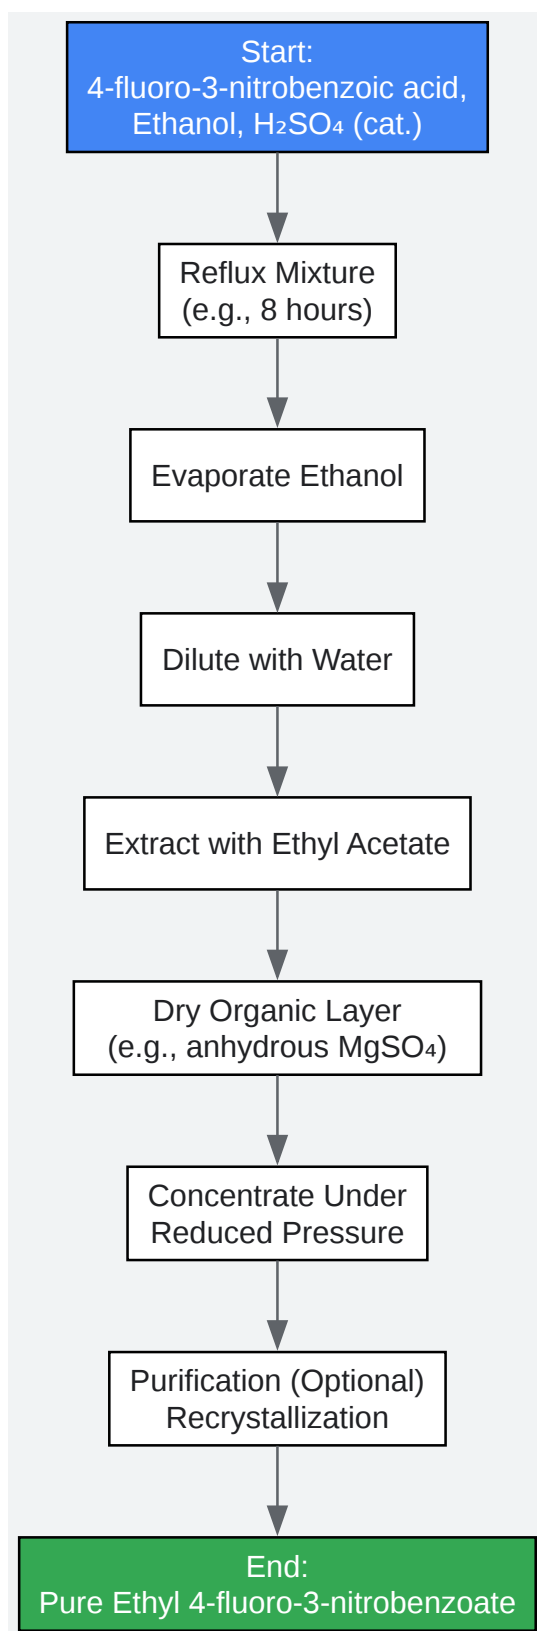 Start:
4-fluoro-3-nitrobenzoic acid,
Ethanol, H₂SO₄ (cat.)
Reflux Mixture
(e.g., 8 hours)
Evaporate Ethanol
Dilute with Water
Extract with Ethyl Acetate
Dry Organic Layer
(e.g., anhydrous MgSO₄)
Concentrate Under
Reduced Pressure
Purification (Optional)
Recrystallization
End:
Pure Ethyl 4-fluoro-3-nitrobenzoate